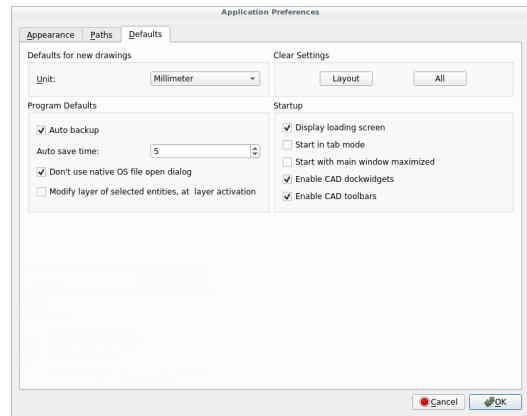 Application Preferences
Appearance Paths Defaults
Defaults for new drawings
Unit: Millimeter
Clear Settings
Layout All
Program Defaults
Auto backup
Auto save time: 5
Don't use native OS file open dialog
Modify layer of selected entities, at layer activation
Startup
Display loading screen
Start in tab mode
Start with main window maximized
Enable CAD dockwidgets
Enable CAD toolbars
Cancel OK